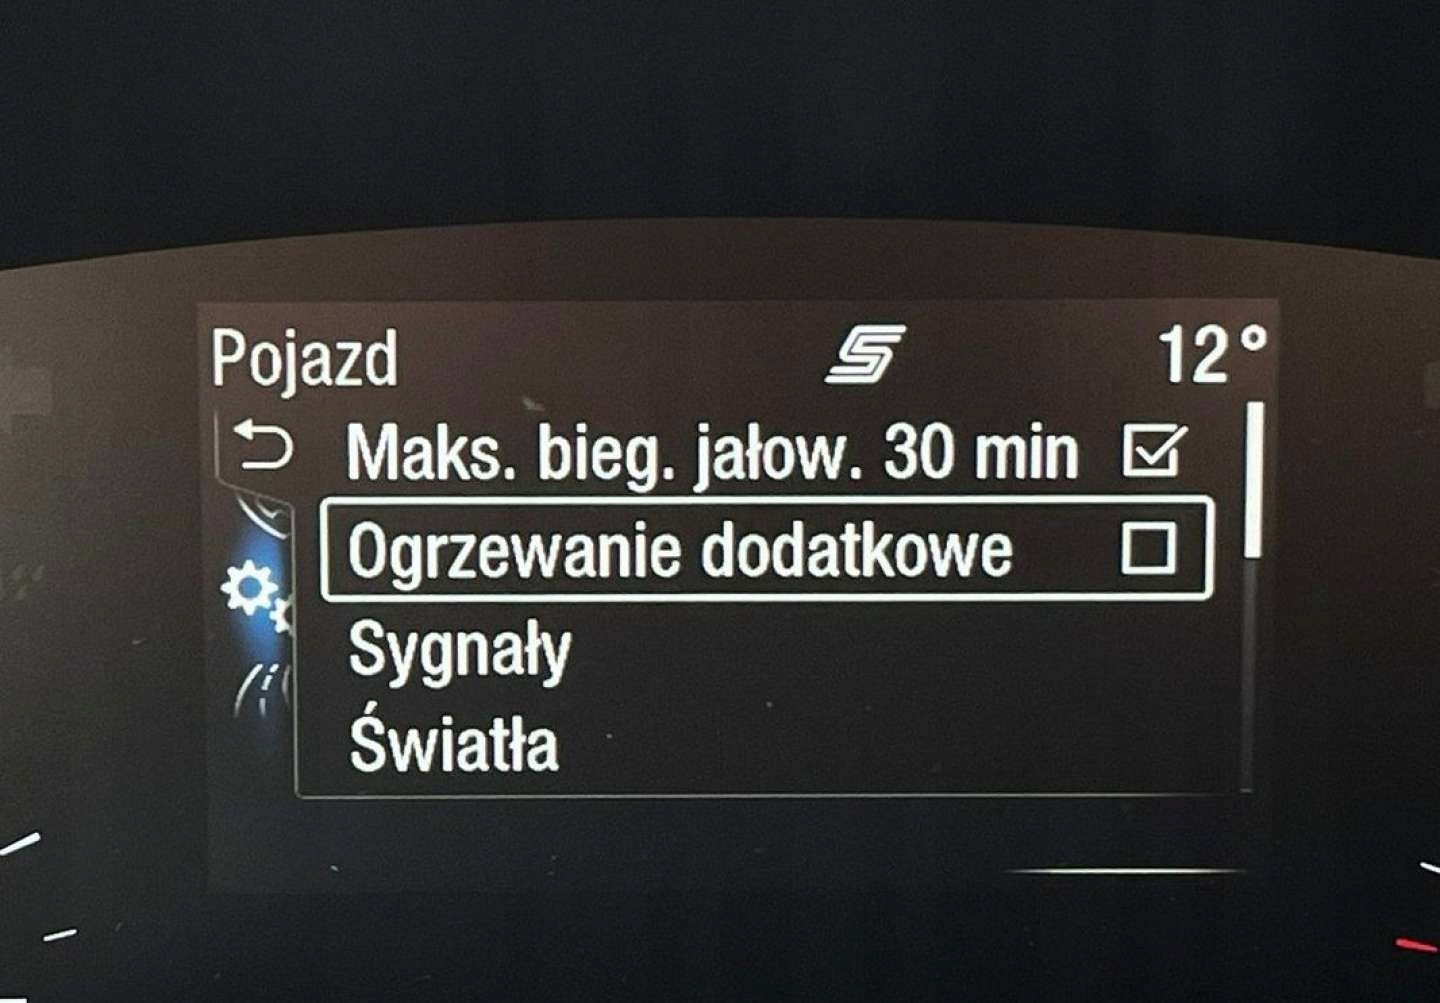 Pojazd
12°
Maks. bieg. jałow. 30 min
Ogrzewanie dodatkowe
Sygnały
Światła